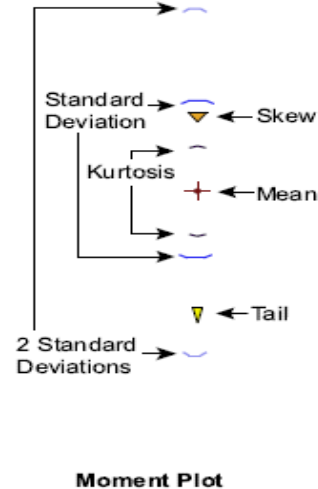 Standard
Deviation
Skew
Kurtosis
Mean
Tail
2 Standard
Deviations
Moment Plot